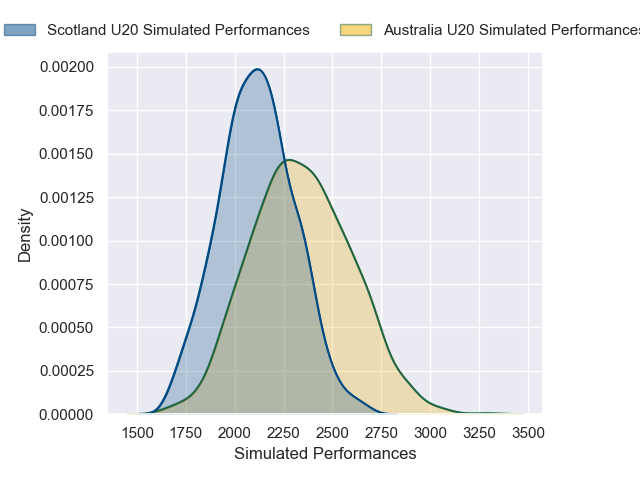 Scotland U20 Simulated Performances Australia U20 Simulated Performances
0.00200
0.00175
0.00150
0.00125
0.00100
0.00075
0.00050
0.00025
0.00000
Density
1500 1750 2000 2250 2500 2750 3000 3250 3500
Simulated Performances